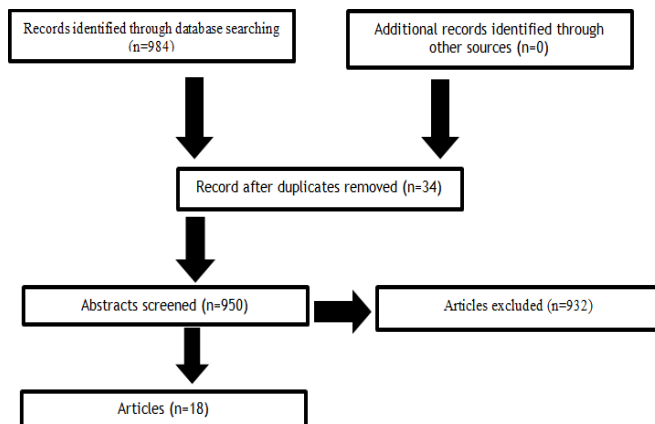 Records identified through database searching
(n=984)
Additional records identified through
other sources (n=0)
Record after duplicates removed (n=34)
Abstracts screened (n=950)
Articles excluded (n=932)
Articles (n=18)